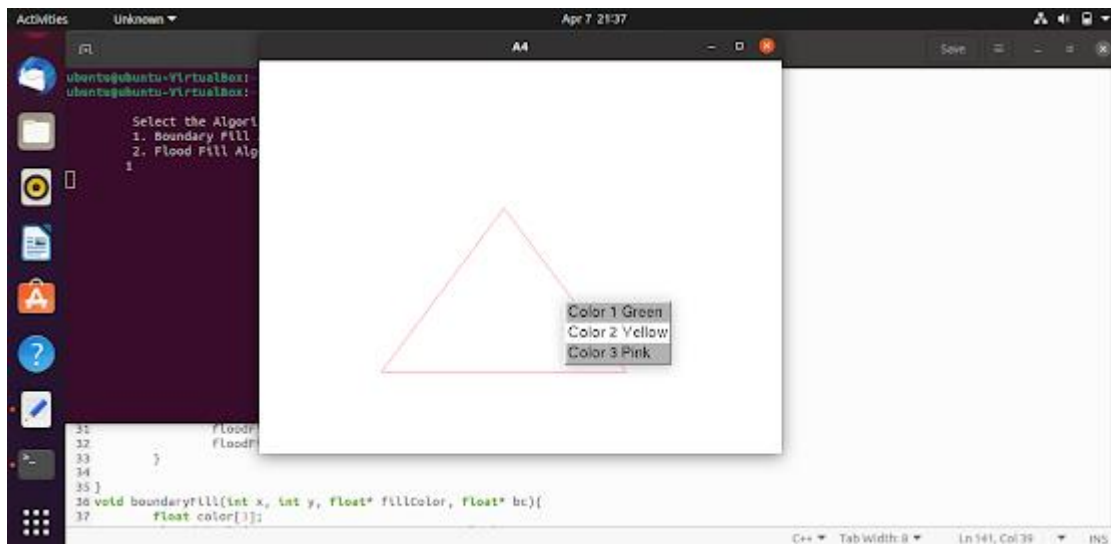 Activities
Unknown
Apr 7 21:37
A4
Save
ubuntu@ubuntu-VirtualBox:
ubuntu@ubuntu-VirtualBox:
Select the Algori
1. Boundary Fill
2. Flood Fill Alg
1
Color 1 Green
Color 2 Yellow
Color 3 Pink
31 floodF
32 floodF
33 }
34
35 }
36 void boundaryFill(int x, int y, float* fillColor, float* bc){
37 float color[3];
C++ Tab Width: 8 Ln 141, Col 39 INS